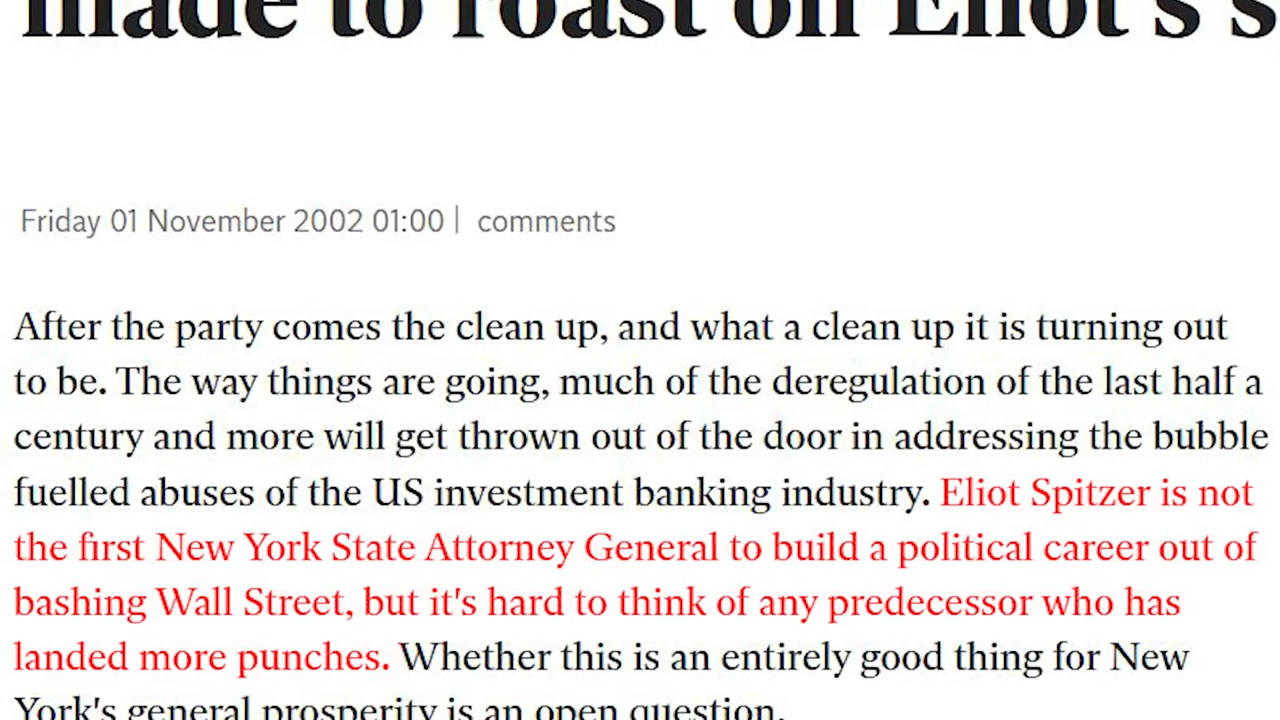 made to roast on Eliot's s
Friday 01 November 2002 01:00 | comments
After the party comes the clean up, and what a clean up it is turning out
to be. The way things are going, much of the deregulation of the last half a
century and more will get thrown out of the door in addressing the bubble
fuelled abuses of the US investment banking industry. Eliot Spitzer is not
the first New York State Attorney General to build a political career out of
bashing Wall Street, but it's hard to think of any predecessor who has
landed more punches. Whether this is an entirely good thing for New
York's general prosperity is an open question.